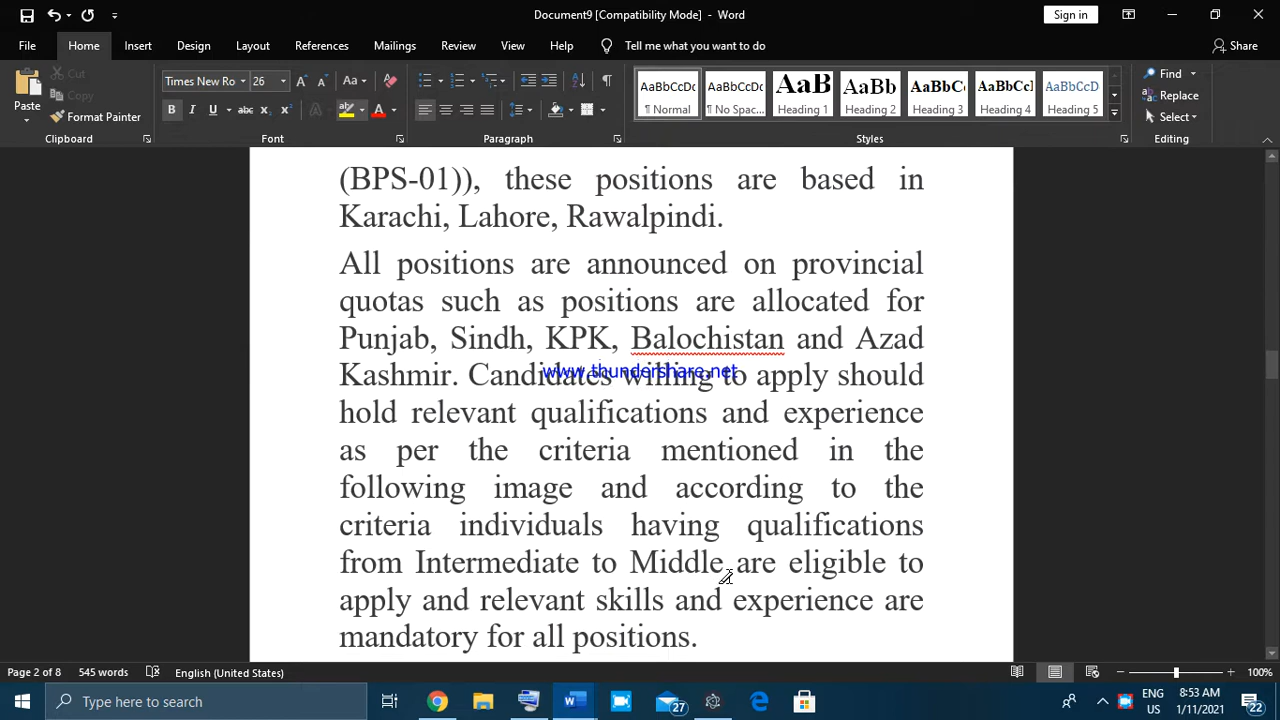 Document9 [Compatibility Mode] - Word
Sign in
File Home Insert Design Layout References Mailings Review View Help Tell me what you want to do Share
Paste
Cut
Copy
Format Painter
Clipboard
Times New Ro 26
Font
Paragraph
AaBbCcDc AaBbCcDc AaB AaBbC AaBbCcD AaBbCcI AaBbCcD
¶ Normal ¶ No Spac... Heading 1 Heading 2 Heading 3 Heading 4 Heading 5
Styles
Find
Replace
Select
Editing
(BPS-01)), these positions are based in
Karachi, Lahore, Rawalpindi.
All positions are announced on provincial
quotas such as positions are allocated for
Punjab, Sindh, KPK, Balochistan and Azad
Kashmir. Candidates willing to apply should
www.thundershare.net
hold relevant qualifications and experience
as per the criteria mentioned in the
following image and according to the
criteria individuals having qualifications
from Intermediate to Middle are eligible to
apply and relevant skills and experience are
mandatory for all positions.
Page 2 of 8 545 words English (United States) 100%
Type here to search
27
ENG
US
8:53 AM
1/11/2021
22